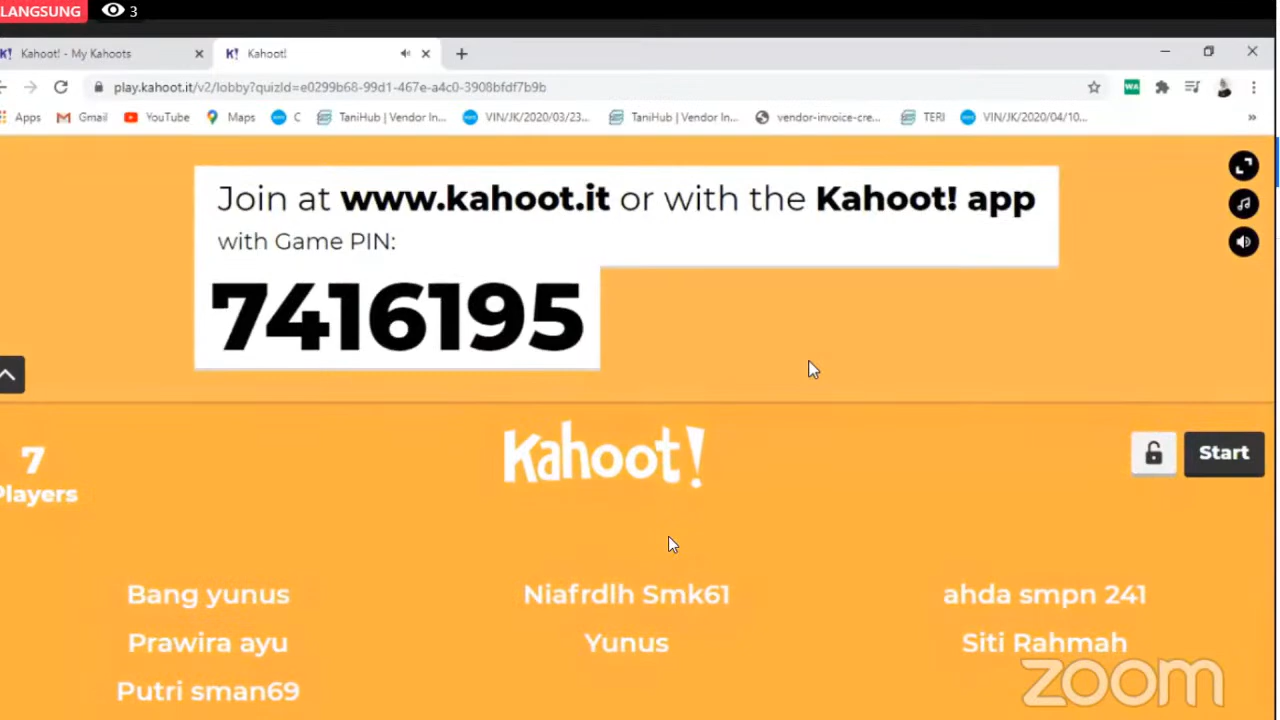 LANGSUNG 3
Kahoot! - My Kahoots
Kahoot!
play.kahoot.it/v2/lobby?quizId=e0299b68-99d1-467e-a4c0-3908bfdf7b9b
Apps Gmail YouTube Maps C TaniHub | Vendor In... VIN/JK/2020/03/23... TaniHub | Vendor In... vendor-invoice-cre... TERI VIN/JK/2020/04/10... »
Join at www.kahoot.it or with the Kahoot! app
with Game PIN:
7416195
7
Players
Kahoot!
Start
Bang yunus Niafrdlh Smk61 ahda smpn 241
Prawira ayu Yunus Siti Rahmah
Putri sman69
zoom